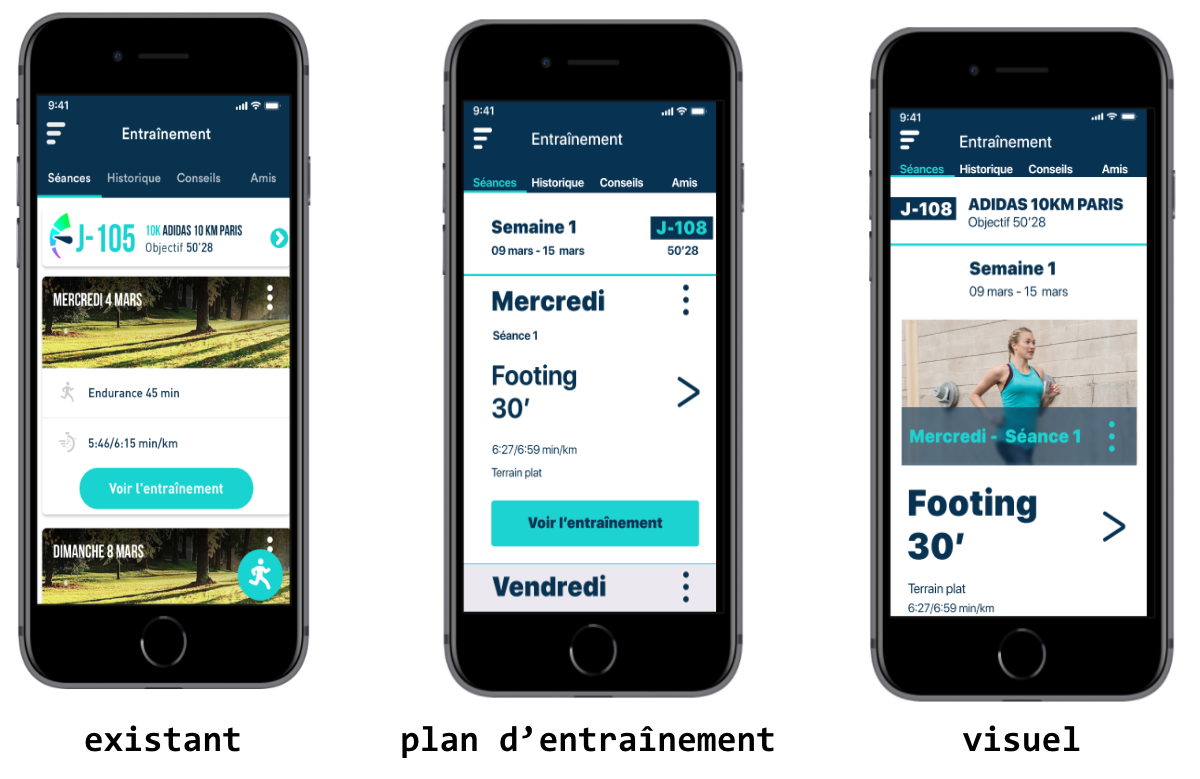 9:41
Entraînement
Séances Historique Conseils Amis
J-105
10K ADIDAS 10 KM PARIS
Objectif 50'28
MERCREDI 4 MARS
Endurance 45 min
5:46/6:15 min/km
Voir l'entraînement
DIMANCHE 8 MARS
existant
9:41
Entraînement
Séances Historique Conseils Amis
Semaine 1 J-108
09 mars - 15 mars 50'28
Mercredi
Séance 1
Footing
30'
6:27/6:59 min/km
Terrain plat
Voir l'entraînement
Vendredi
plan d'entraînement
9:41
Entraînement
Séances Historique Conseils Amis
J-108 ADIDAS 10KM PARIS
Objectif 50'28
Semaine 1
09 mars - 15 mars
Mercredi - Séance 1
Footing
30'
Terrain plat
6:27/6:59 min/km
visuel